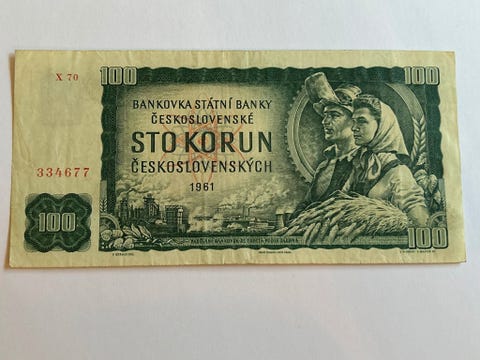 X 70
100
100
BANKOVKA STÁTNÍ BANKY
ČESKOSLOVENSKÉ
STO KORUN
ČESKOSLOVENSKÝCH
1961
334677
100
100